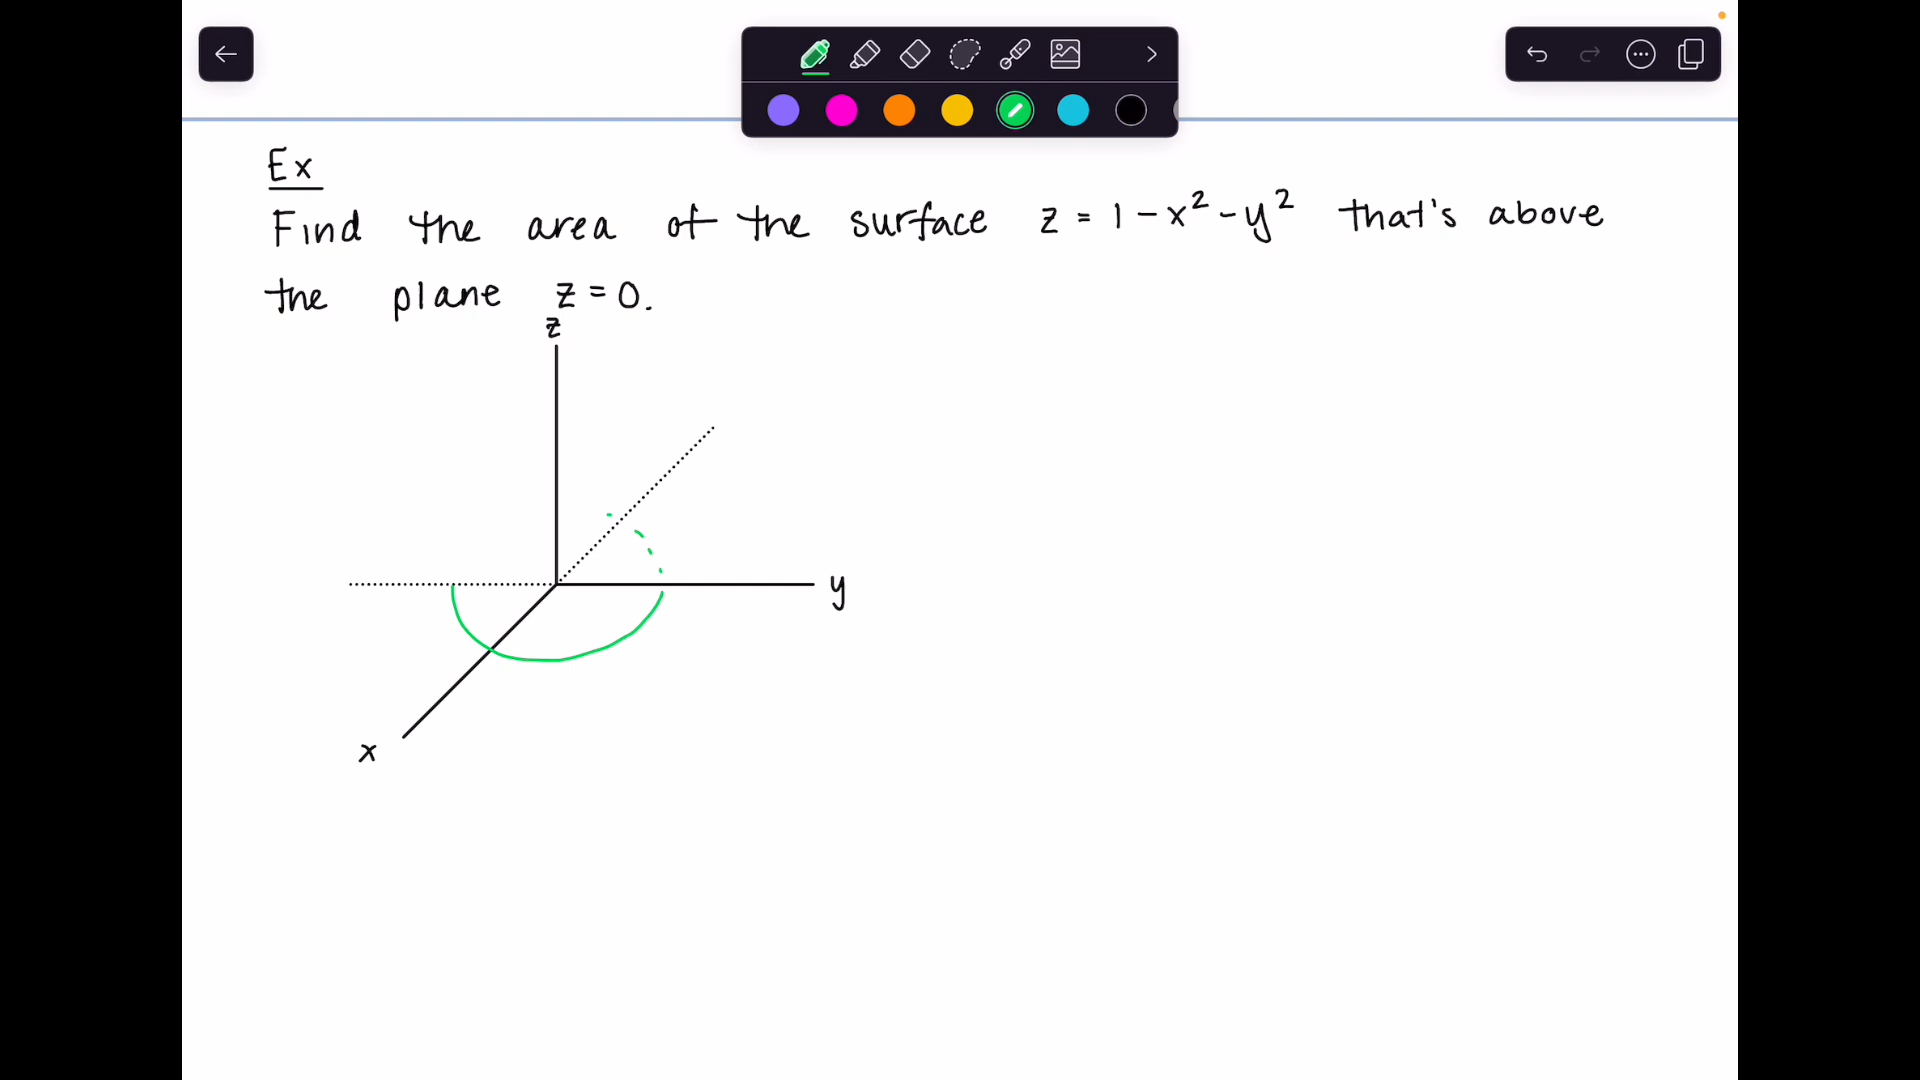 Ex
Find the area of the surface z = 1 - x² - y² that's above
the plane z = 0.
z
y
x